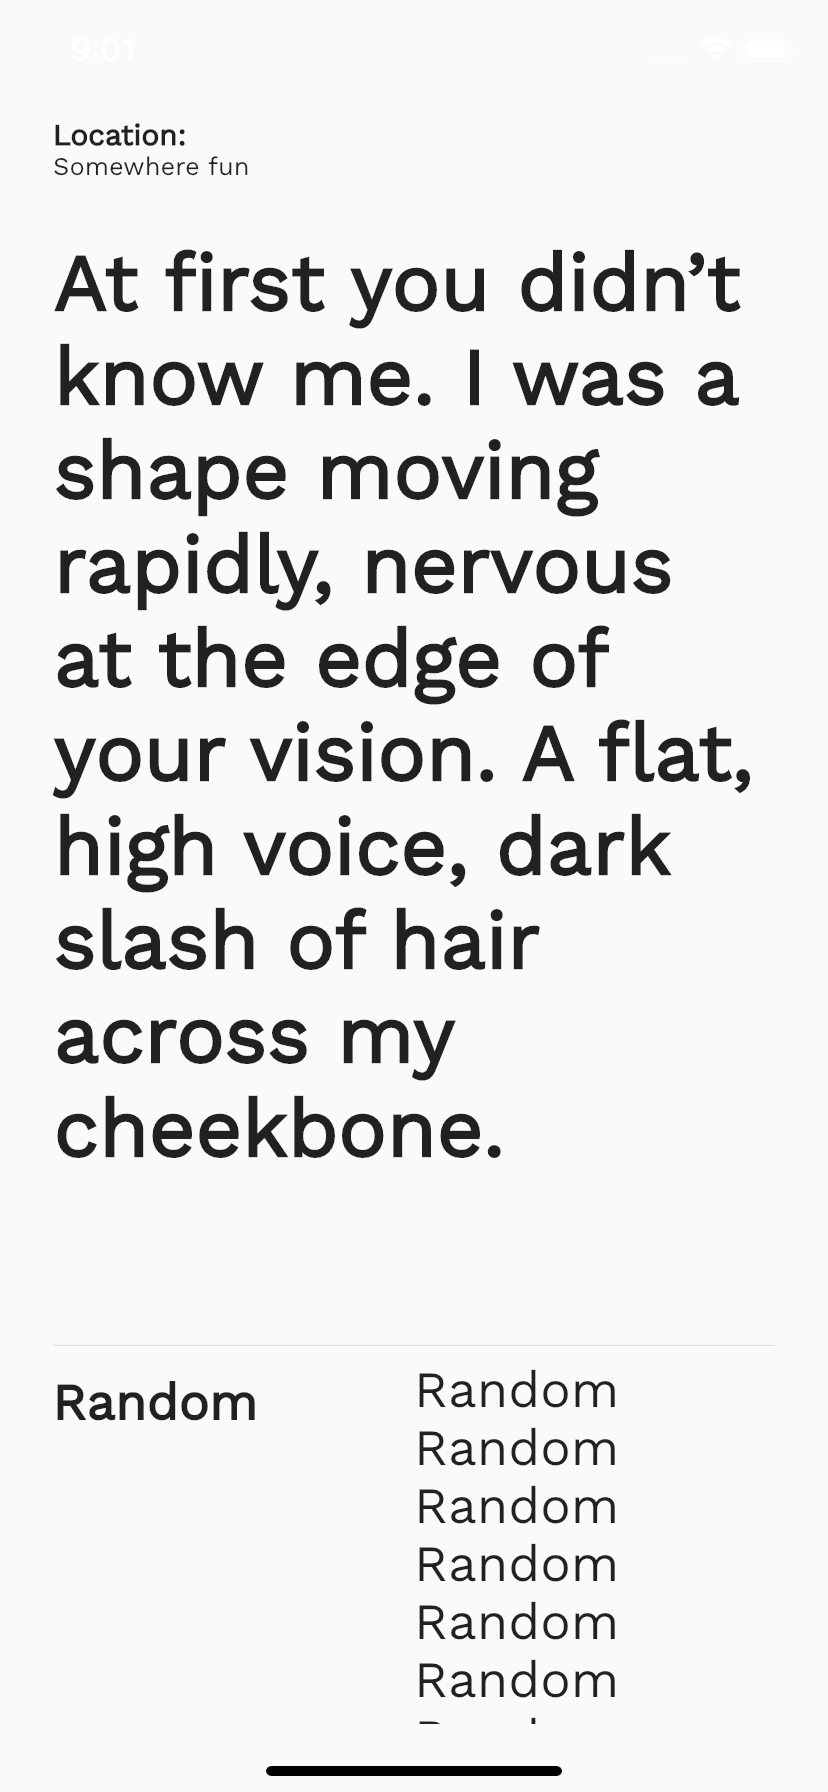 9:01
Location:
Somewhere fun
At first you didn’t
know me. I was a
shape moving
rapidly, nervous
at the edge of
your vision. A flat,
high voice, dark
slash of hair
across my
cheekbone.
Random
Random
Random
Random
Random
Random
Random